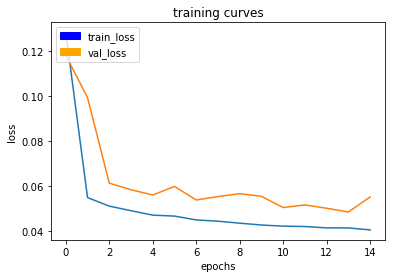 training curves
train_loss
val_loss
0.12
0.10
0.08
0.06
0.04
loss
0 2 4 6 8 10 12 14
epochs